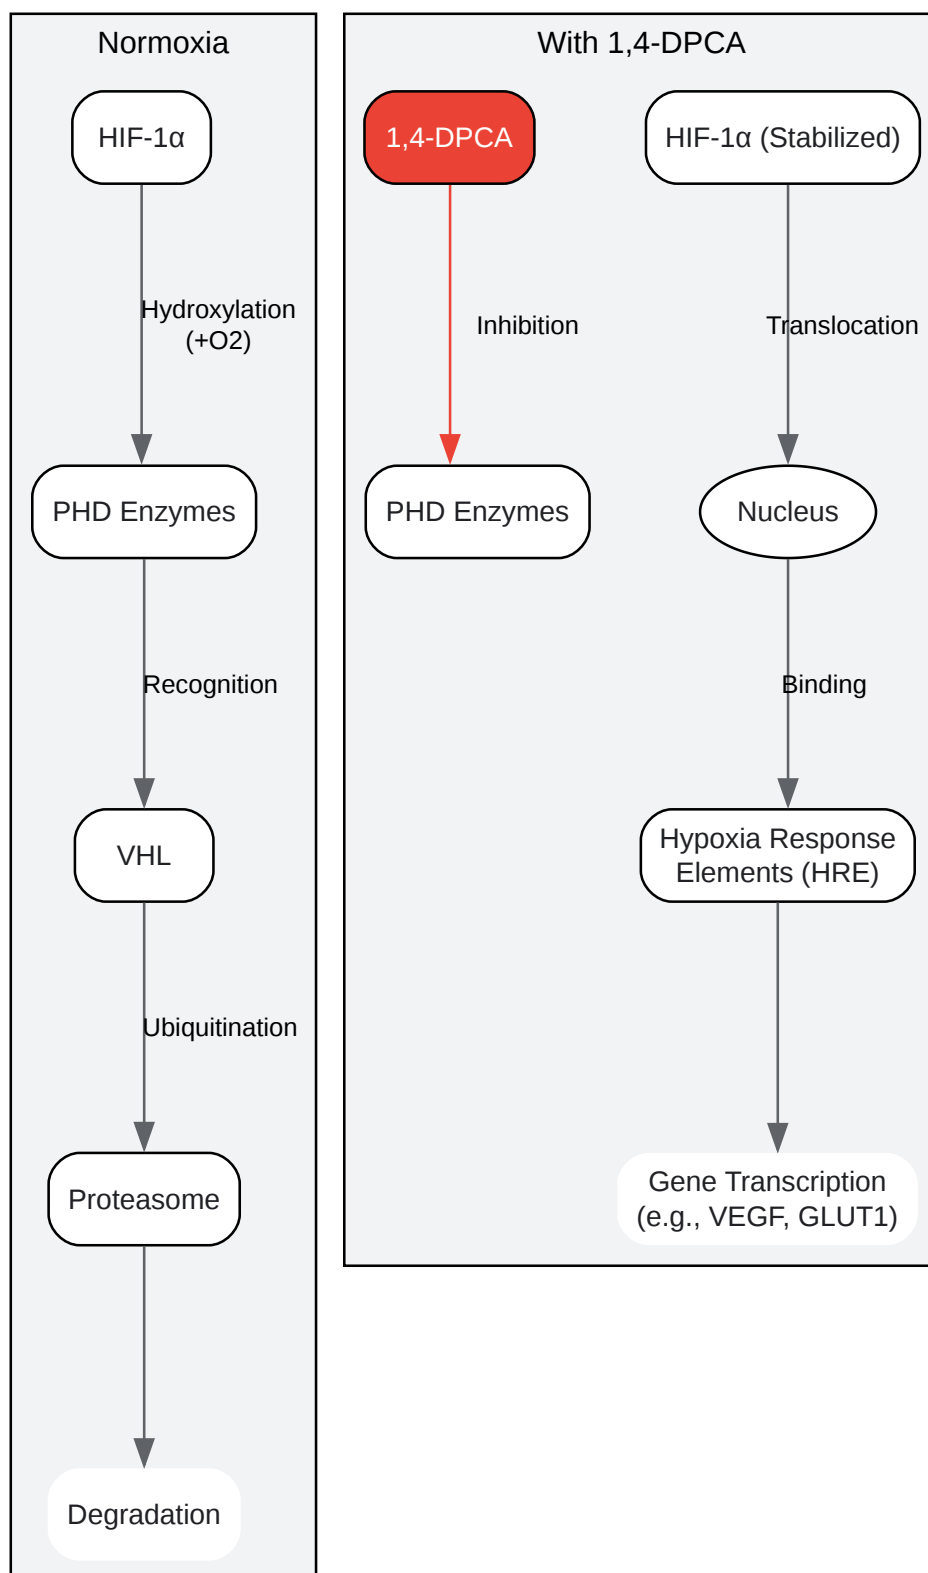 Normoxia
HIF-1α
Hydroxylation
(+O2)
PHD Enzymes
Recognition
VHL
Ubiquitination
Proteasome
Degradation
With 1,4-DPCA
1,4-DPCA
Inhibition
PHD Enzymes
HIF-1α (Stabilized)
Translocation
Nucleus
Binding
Hypoxia Response
Elements (HRE)
Gene Transcription
(e.g., VEGF, GLUT1)